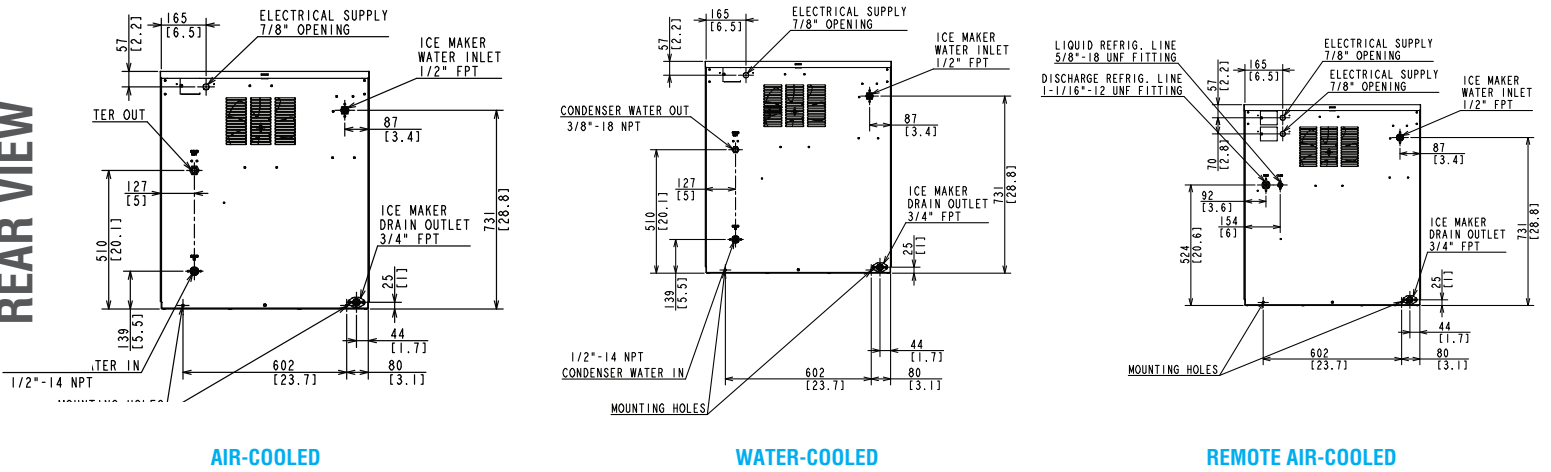 REAR VIEW
165
[6.5]
57
[2.2]
ELECTRICAL SUPPLY
7/8" OPENING
ICE MAKER
WATER INLET
1/2" FPT
TER OUT
87
[3.4]
127
[5]
510
[20.1]
731
[28.8]
ICE MAKER
DRAIN OUTLET
3/4" FPT
25
[1]
139
[5.5]
44
[1.7]
TER IN
1/2"-14 NPT
602
[23.7]
80
[3.1]
MOUNTING HOLES
AIR-COOLED
165
[6.5]
57
[2.2]
ELECTRICAL SUPPLY
7/8" OPENING
ICE MAKER
WATER INLET
1/2" FPT
CONDENSER WATER OUT
3/8"-18 NPT
87
[3.4]
127
[5]
510
[20.1]
731
[28.8]
ICE MAKER
DRAIN OUTLET
3/4" FPT
25
[1]
139
[5.5]
44
[1.7]
1/2"-14 NPT
CONDENSER WATER IN
602
[23.7]
80
[3.1]
MOUNTING HOLES
WATER-COOLED
LIQUID REFRIG. LINE
5/8"-18 UNF FITTING
DISCHARGE REFRIG. LINE
1-1/16"-12 UNF FITTING
57
[2.2]
165
[6.5]
ELECTRICAL SUPPLY
7/8" OPENING
ELECTRICAL SUPPLY
7/8" OPENING
ICE MAKER
WATER INLET
1/2" FPT
70
[2.8]
87
[3.4]
92
[3.6]
154
[6]
524
[20.6]
731
[28.8]
ICE MAKER
DRAIN OUTLET
3/4" FPT
25
[1]
44
[1.7]
602
[23.7]
80
[3.1]
MOUNTING HOLES
REMOTE AIR-COOLED